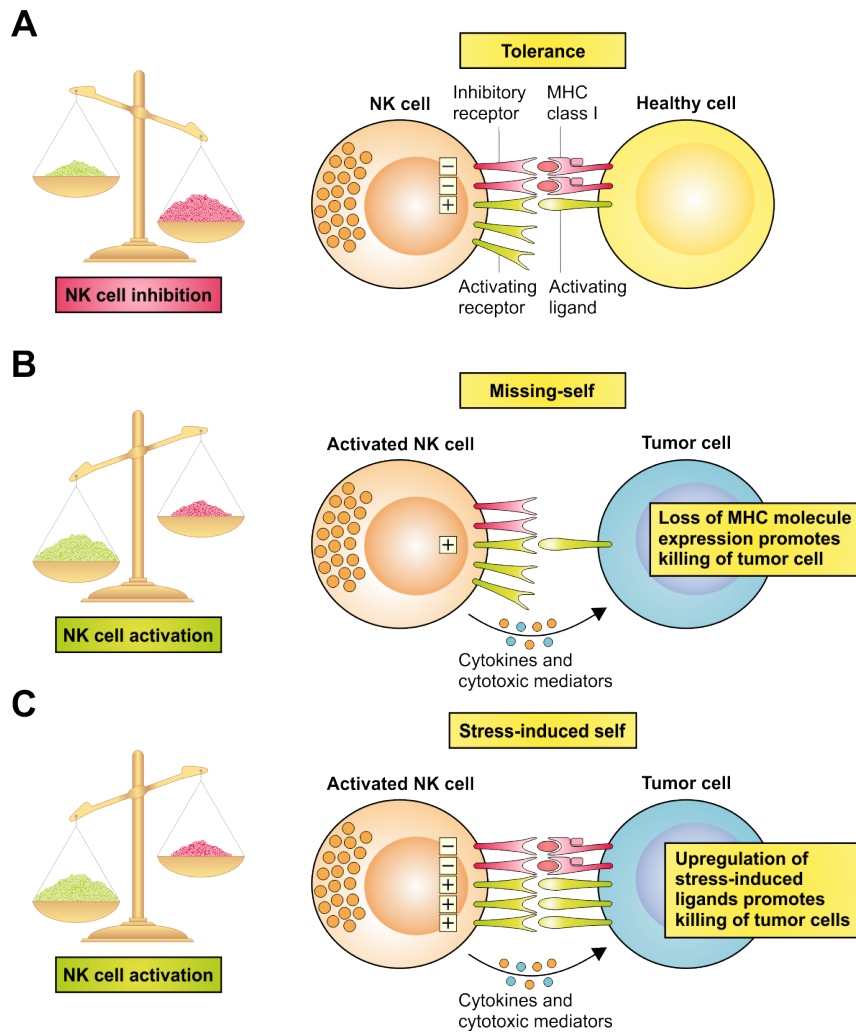 A
Tolerance
NK cell
Inhibitory
receptor
MHC
class I
Healthy cell
−
−
+
NK cell inhibition
Activating
receptor
Activating
ligand
B
Missing-self
Activated NK cell
Tumor cell
+
Loss of MHC molecule
expression promotes
killing of tumor cell
NK cell activation
Cytokines and
cytotoxic mediators
C
Stress-induced self
Activated NK cell
Tumor cell
−
−
+
+
+
Upregulation of
stress-induced
ligands promotes
killing of tumor cells
NK cell activation
Cytokines and
cytotoxic mediators